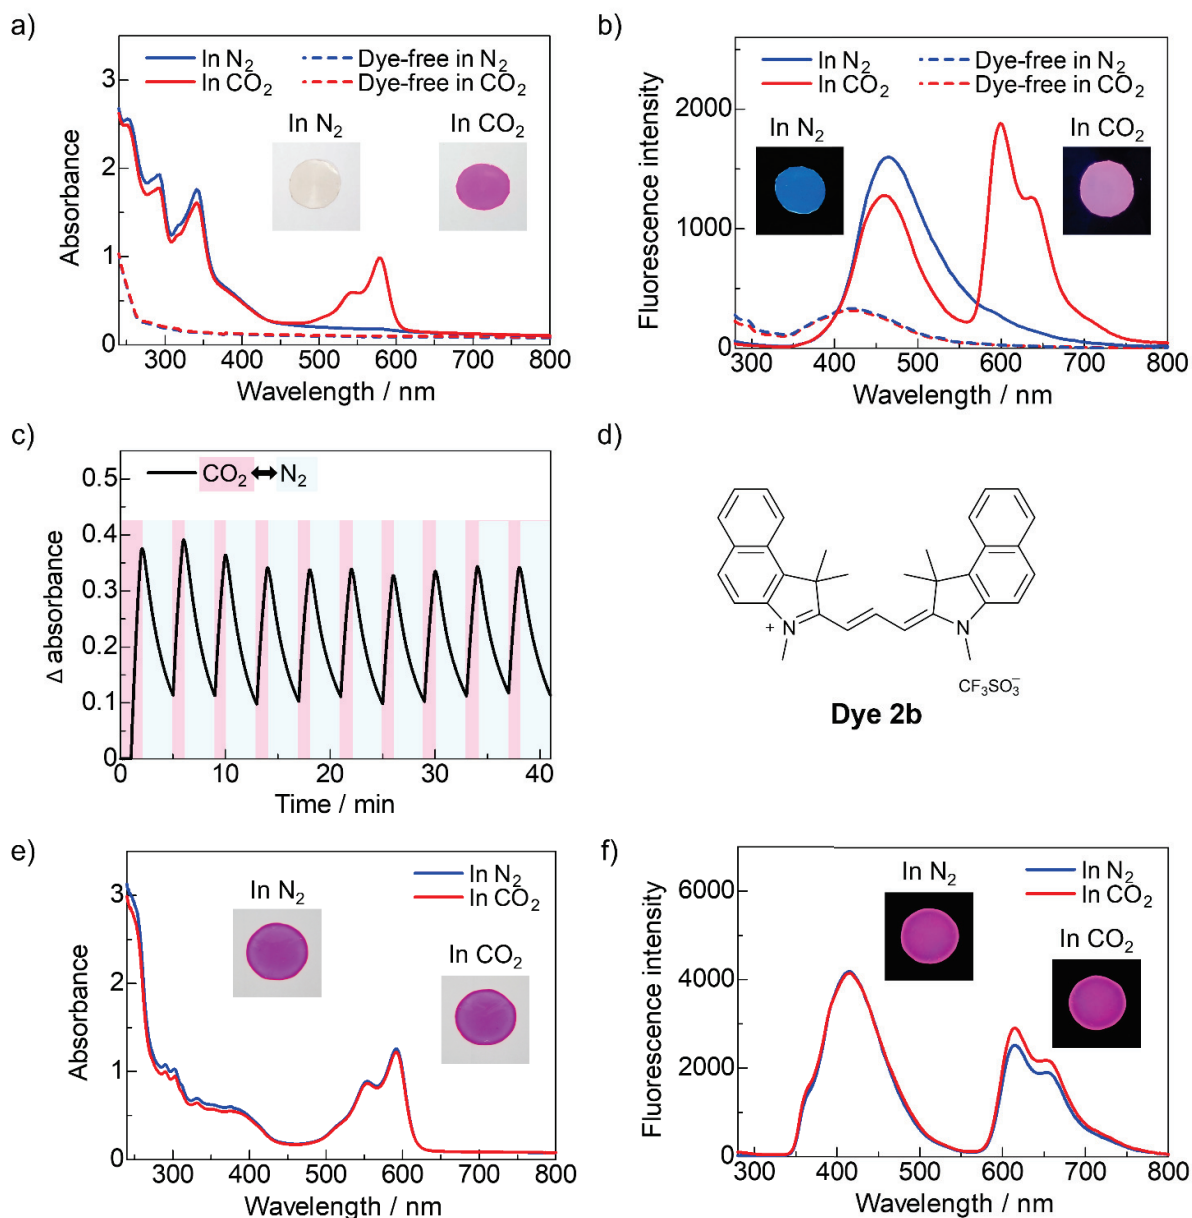 a)
In N₂
In CO₂
Dye-free in N₂
Dye-free in CO₂
In N₂
In CO₂
Absorbance
3
2
1
0
300
400
500
600
700
800
Wavelength / nm
b)
In N₂
In CO₂
Dye-free in N₂
Dye-free in CO₂
In N₂
In CO₂
Fluorescence intensity
2000
1000
0
300
400
500
600
700
800
Wavelength / nm
c)
CO₂ N₂
Δ absorbance
0.5
0.4
0.3
0.2
0.1
0
0
10
20
30
40
Time / min
d)
N
+
N
CF₃SO₃⁻
Dye 2b
e)
In N₂
In CO₂
In N₂
In CO₂
Absorbance
3
2
1
0
300
400
500
600
700
800
Wavelength / nm
f)
In N₂
In CO₂
In N₂
In CO₂
Fluorescence intensity
6000
4000
2000
0
300
400
500
600
700
800
Wavelength / nm